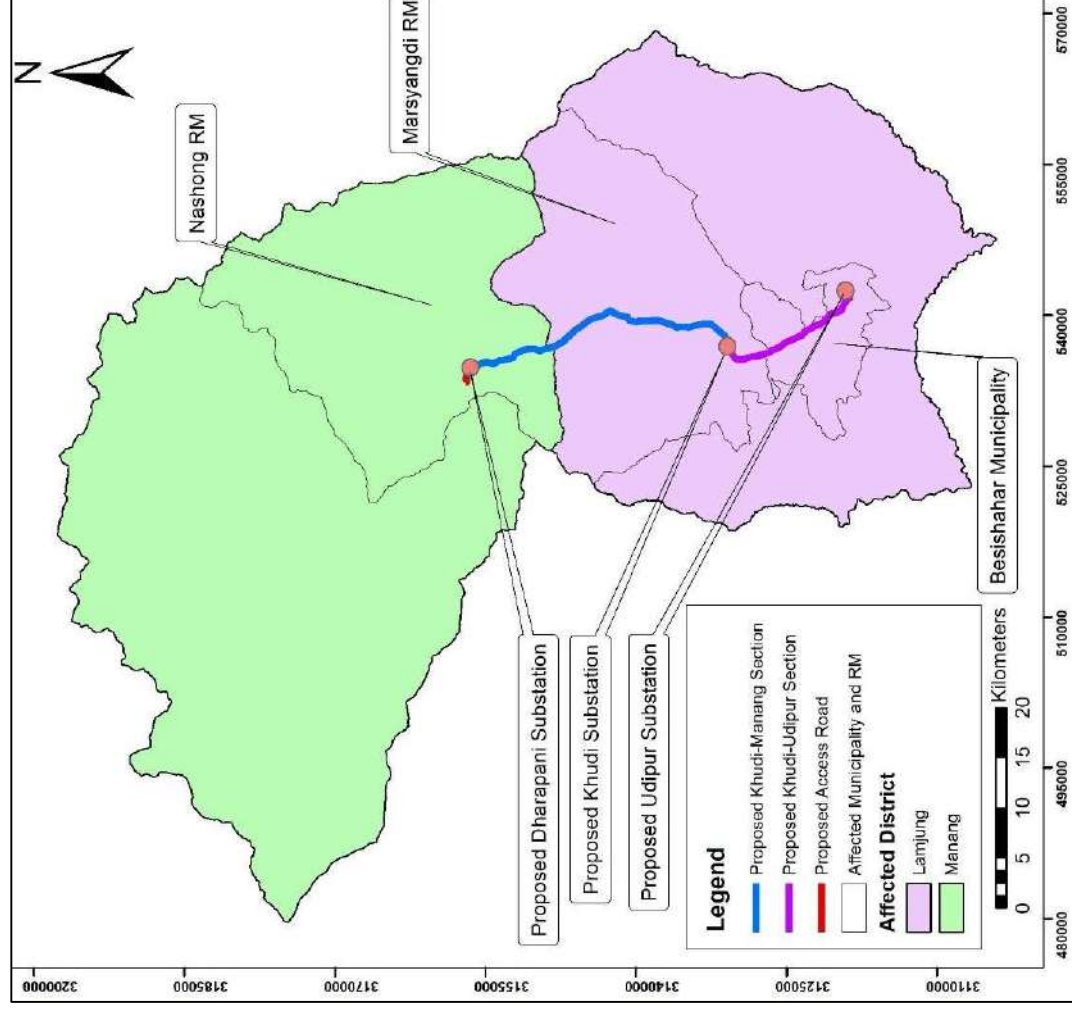 N
Nashong RM
Marsyangdi RM
Proposed Dharapani Substation
Proposed Khudi Substation
Proposed Udipur Substation
Besishahar Municipality
Legend
Proposed Khudi-Manang Section
Proposed Khudi-Udipur Section
Proposed Access Road
Affected Municipality and RM
Affected District
Lamjung
Manang
0 5 10 15 20 Kilometers
480000 495000 510000 525000 540000 555000 570000
3200000
3185000
3170000
3155000
3140000
3125000
3110000